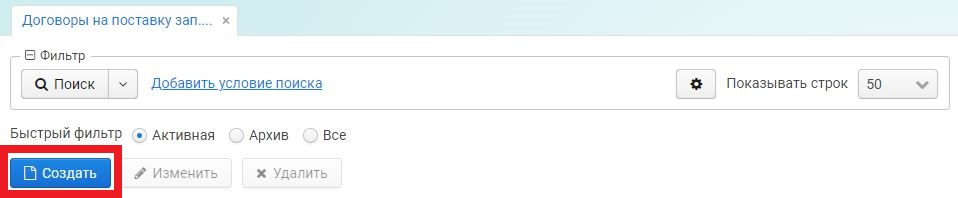 Договоры на поставку зап.... ×
Фильтр
Поиск Добавить условие поиска Показывать строк 50
Быстрый фильтр Активная Архив Все
Создать Изменить Удалить